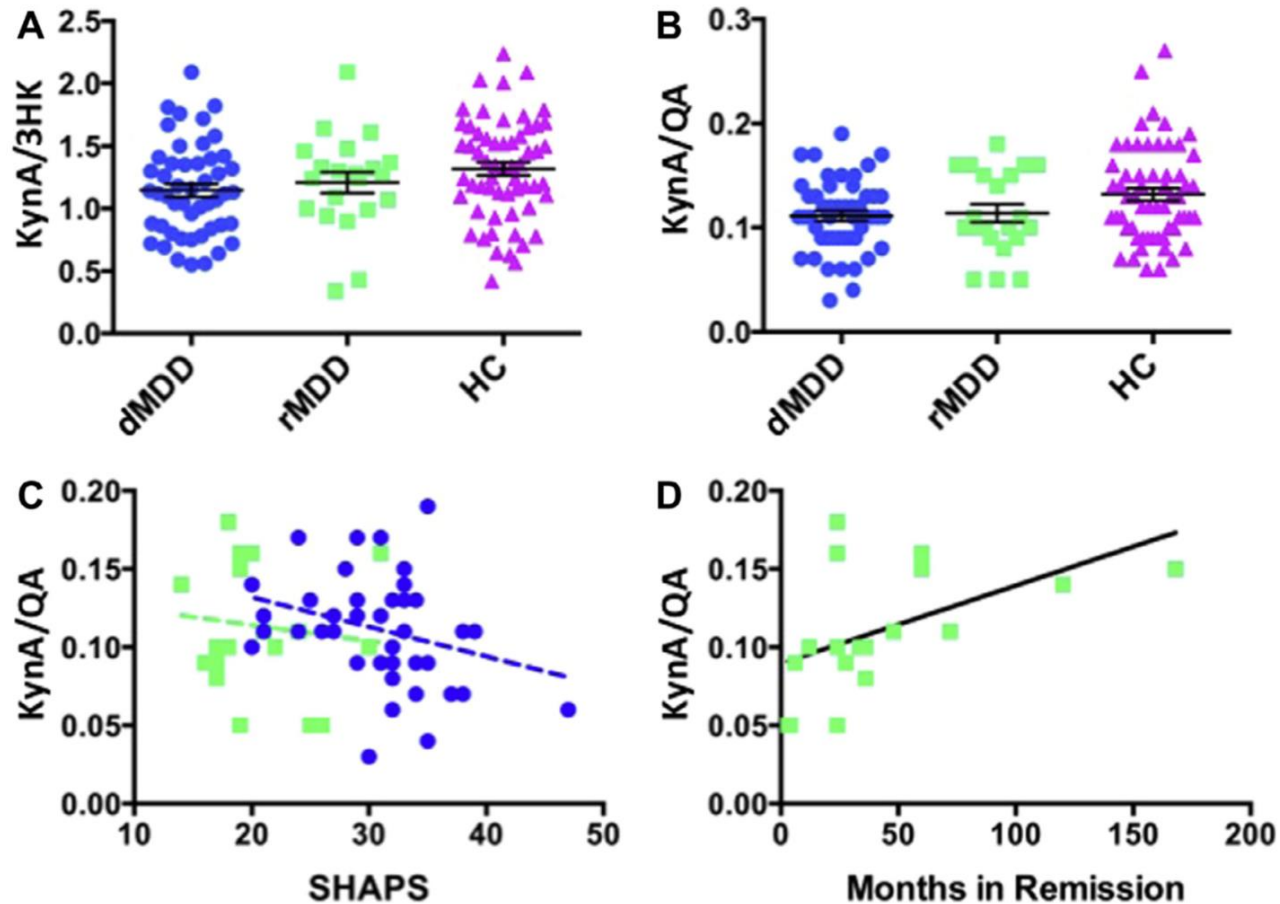 A
KynA/3HK
2.5
2.0
1.5
1.0
0.5
0.0
dMDD
rMDD
HC
B
KynA/QA
0.3
0.2
0.1
0.0
dMDD
rMDD
HC
C
KynA/QA
0.20
0.15
0.10
0.05
0.00
10 20 30 40 50
SHAPS
D
KynA/QA
0.20
0.15
0.10
0.05
0.00
0 50 100 150 200
Months in Remission